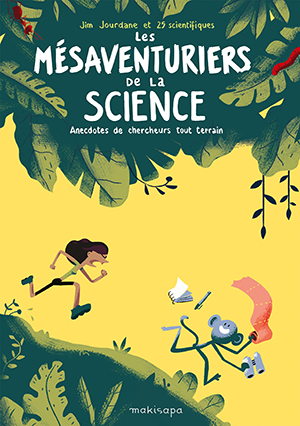 Jim Jourdane et 25 scientifiques
Les
MÉSAVENTURIERS
DE LA
SCIENCE
Anecdotes de chercheurs tout terrain
makisapa